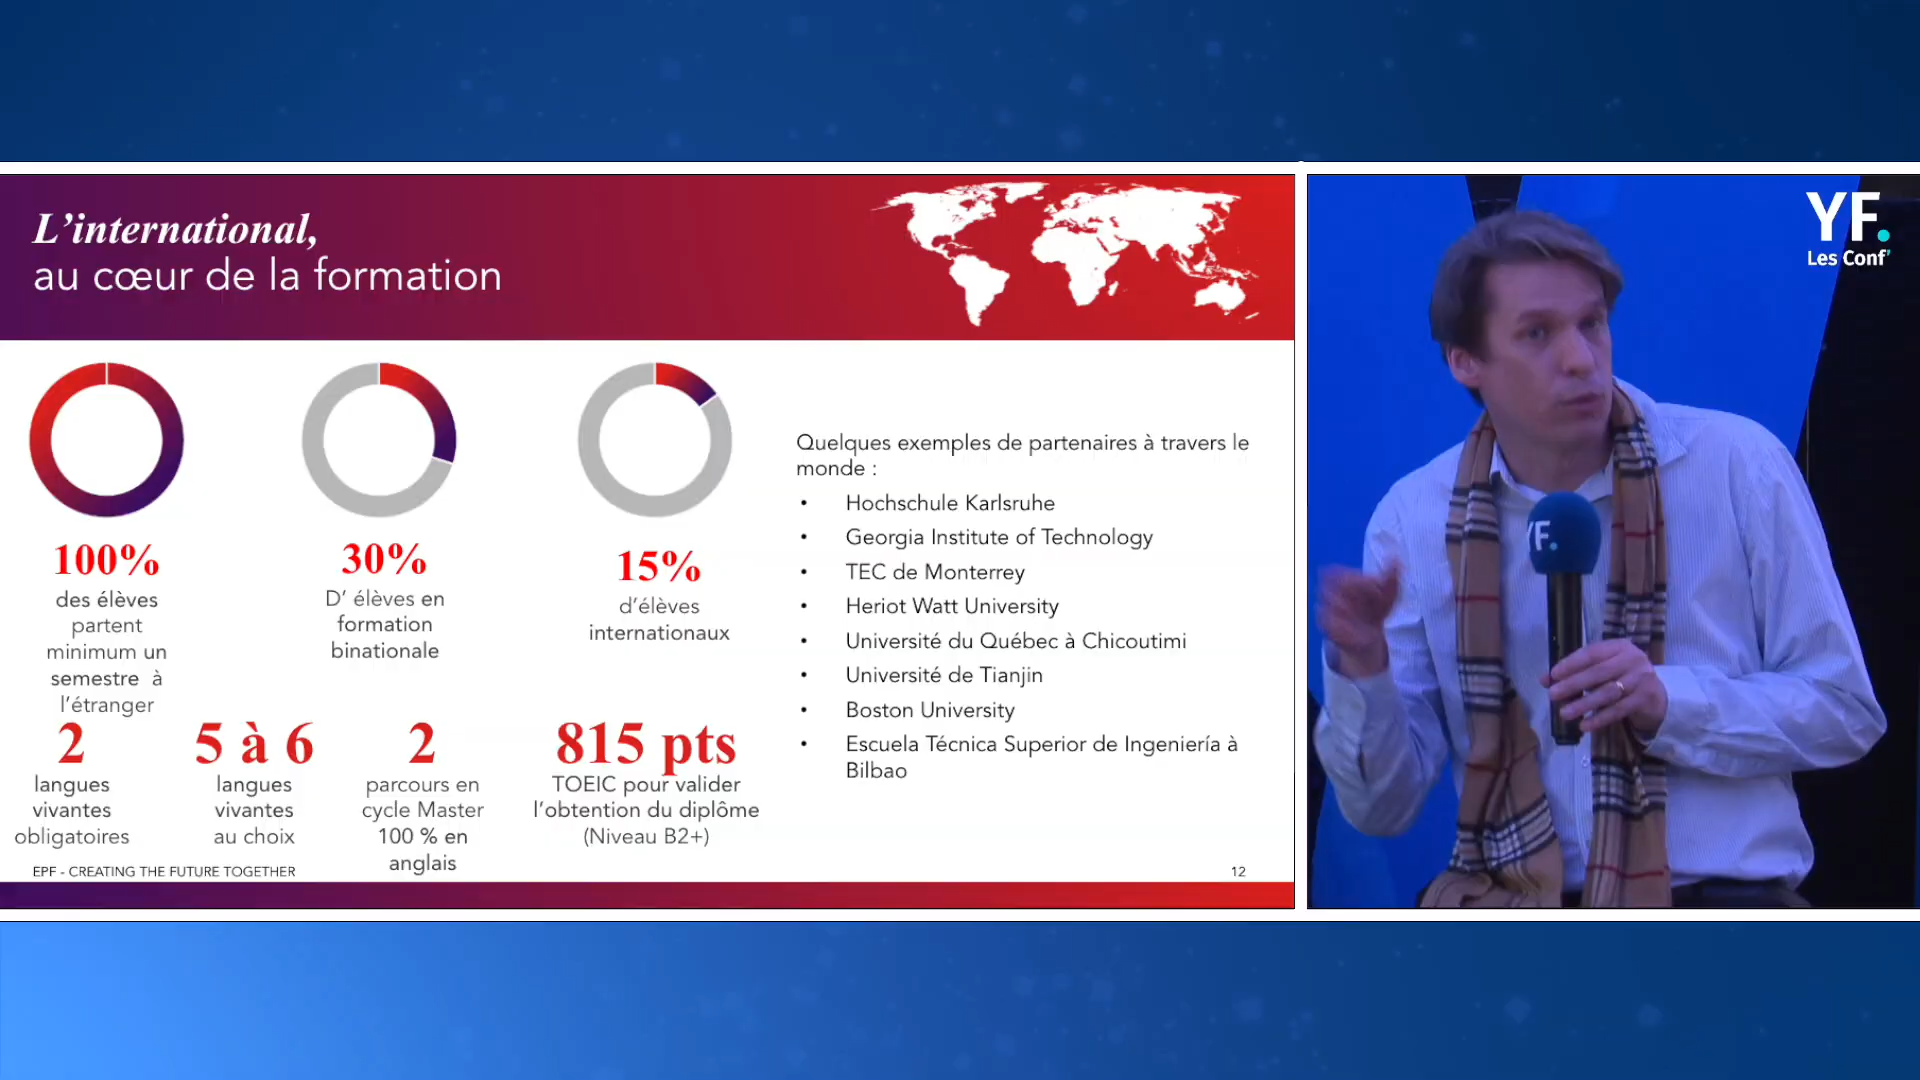 L’international,
au cœur de la formation
100%
des élèves
partent
minimum un
semestre à
l’étranger
30%
D’ élèves en
formation
binationale
15%
d’élèves
internationaux
2
langues
vivantes
obligatoires
5 à 6
langues
vivantes
au choix
2
parcours en
cycle Master
100 % en
anglais
815 pts
TOEIC pour valider
l’obtention du diplôme
(Niveau B2+)
Quelques exemples de partenaires à travers le
monde :
• Hochschule Karlsruhe
• Georgia Institute of Technology
• TEC de Monterrey
• Heriot Watt University
• Université du Québec à Chicoutimi
• Université de Tianjin
• Boston University
• Escuela Técnica Superior de Ingeniería à
Bilbao
EPF - CREATING THE FUTURE TOGETHER
12
YF.
Les Conf’
YF.